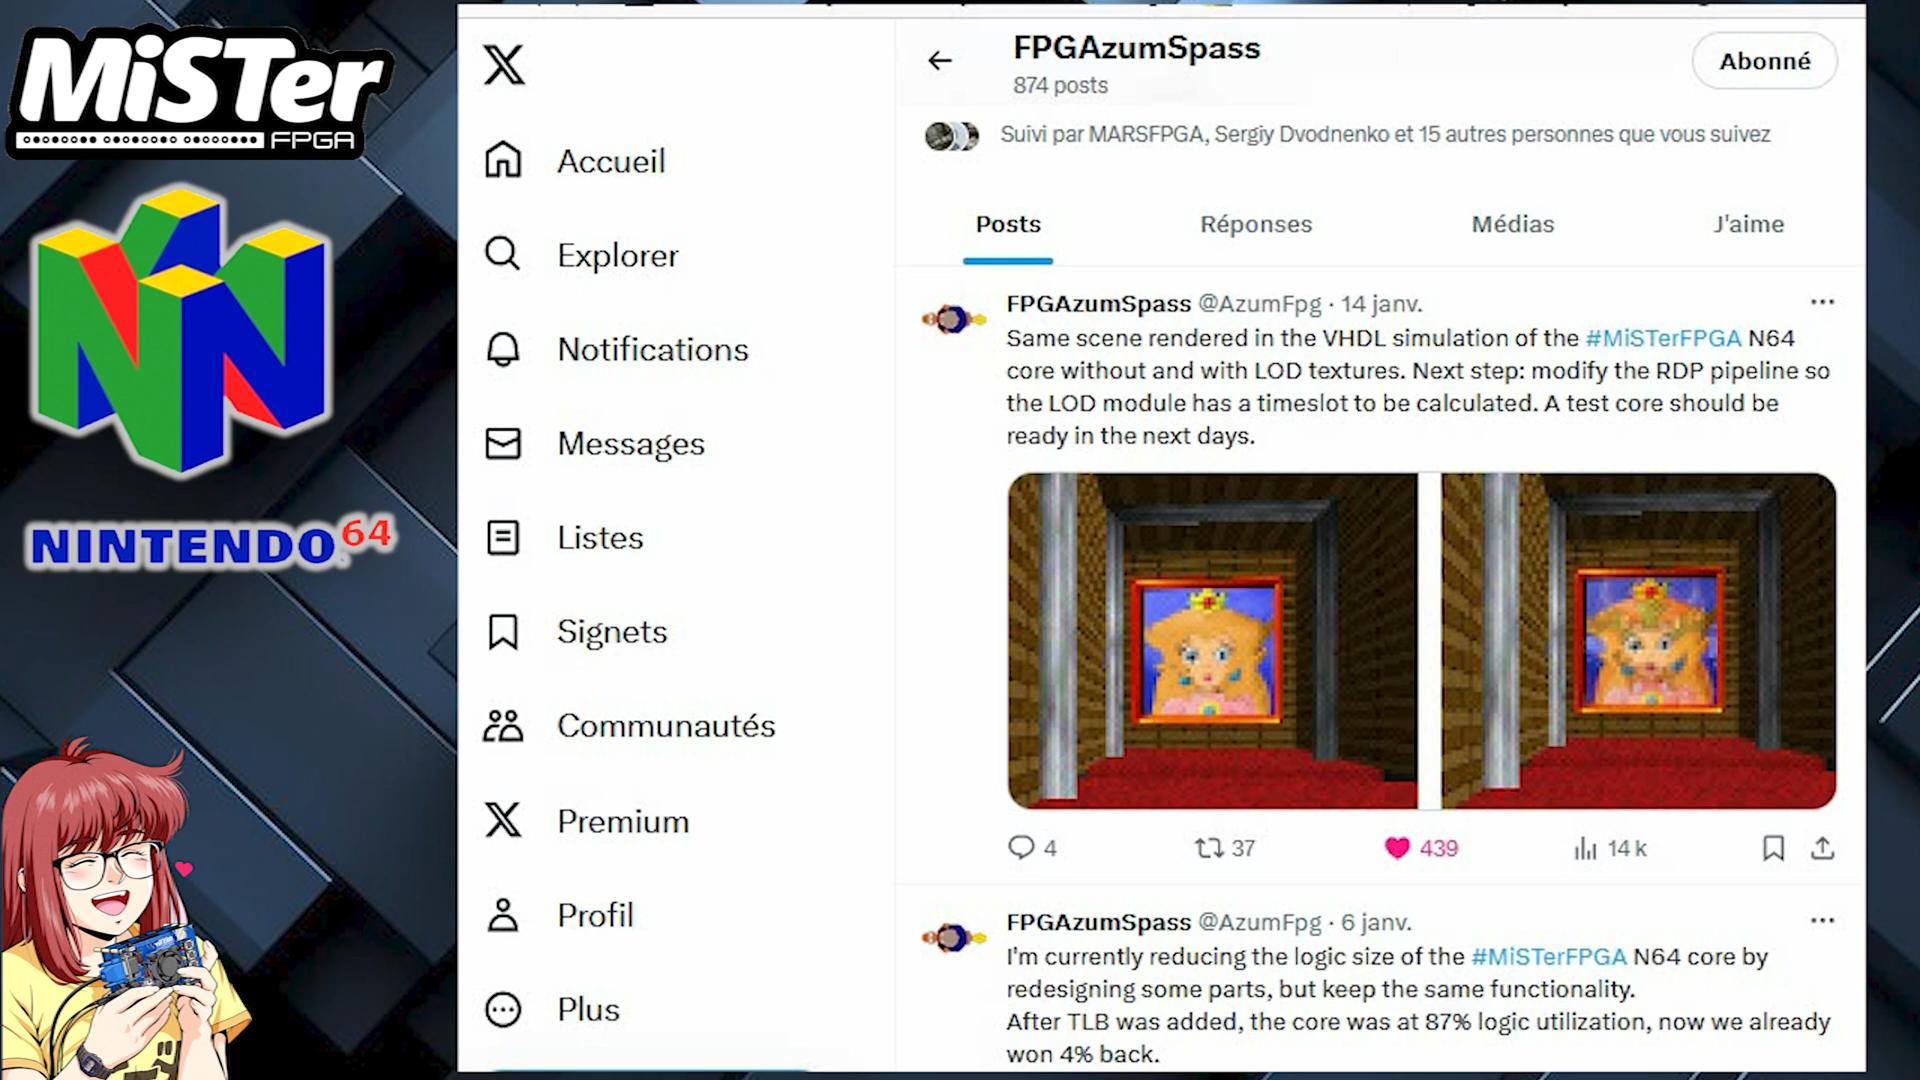 MiSTer
FPGA
NINTENDO 64
Accueil
Explorer
Notifications
Messages
Listes
Signets
Communautés
Premium
Profil
Plus
FPGAzumSpass
874 posts
Abonné
Suivi par MARSFPGA, Sergiy Dvodnenko et 15 autres personnes que vous suivez
Posts Réponses Médias J'aime
FPGAzumSpass @AzumFpg · 14 janv.
Same scene rendered in the VHDL simulation of the #MiSTerFPGA N64
core without and with LOD textures. Next step: modify the RDP pipeline so
the LOD module has a timeslot to be calculated. A test core should be
ready in the next days.
4 37 439 14 k
FPGAzumSpass @AzumFpg · 6 janv.
I'm currently reducing the logic size of the #MiSTerFPGA N64 core by
redesigning some parts, but keep the same functionality.
After TLB was added, the core was at 87% logic utilization, now we already
won 4% back.